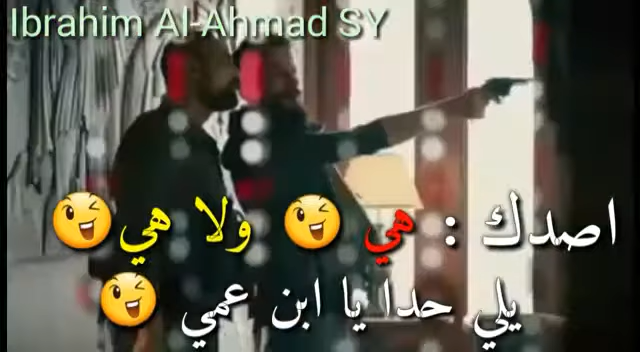 Ibrahim Al-Ahmad SY
اصدك : هي 😉 ولا هي 😉
يلي حدا يا ابن عمي 😉